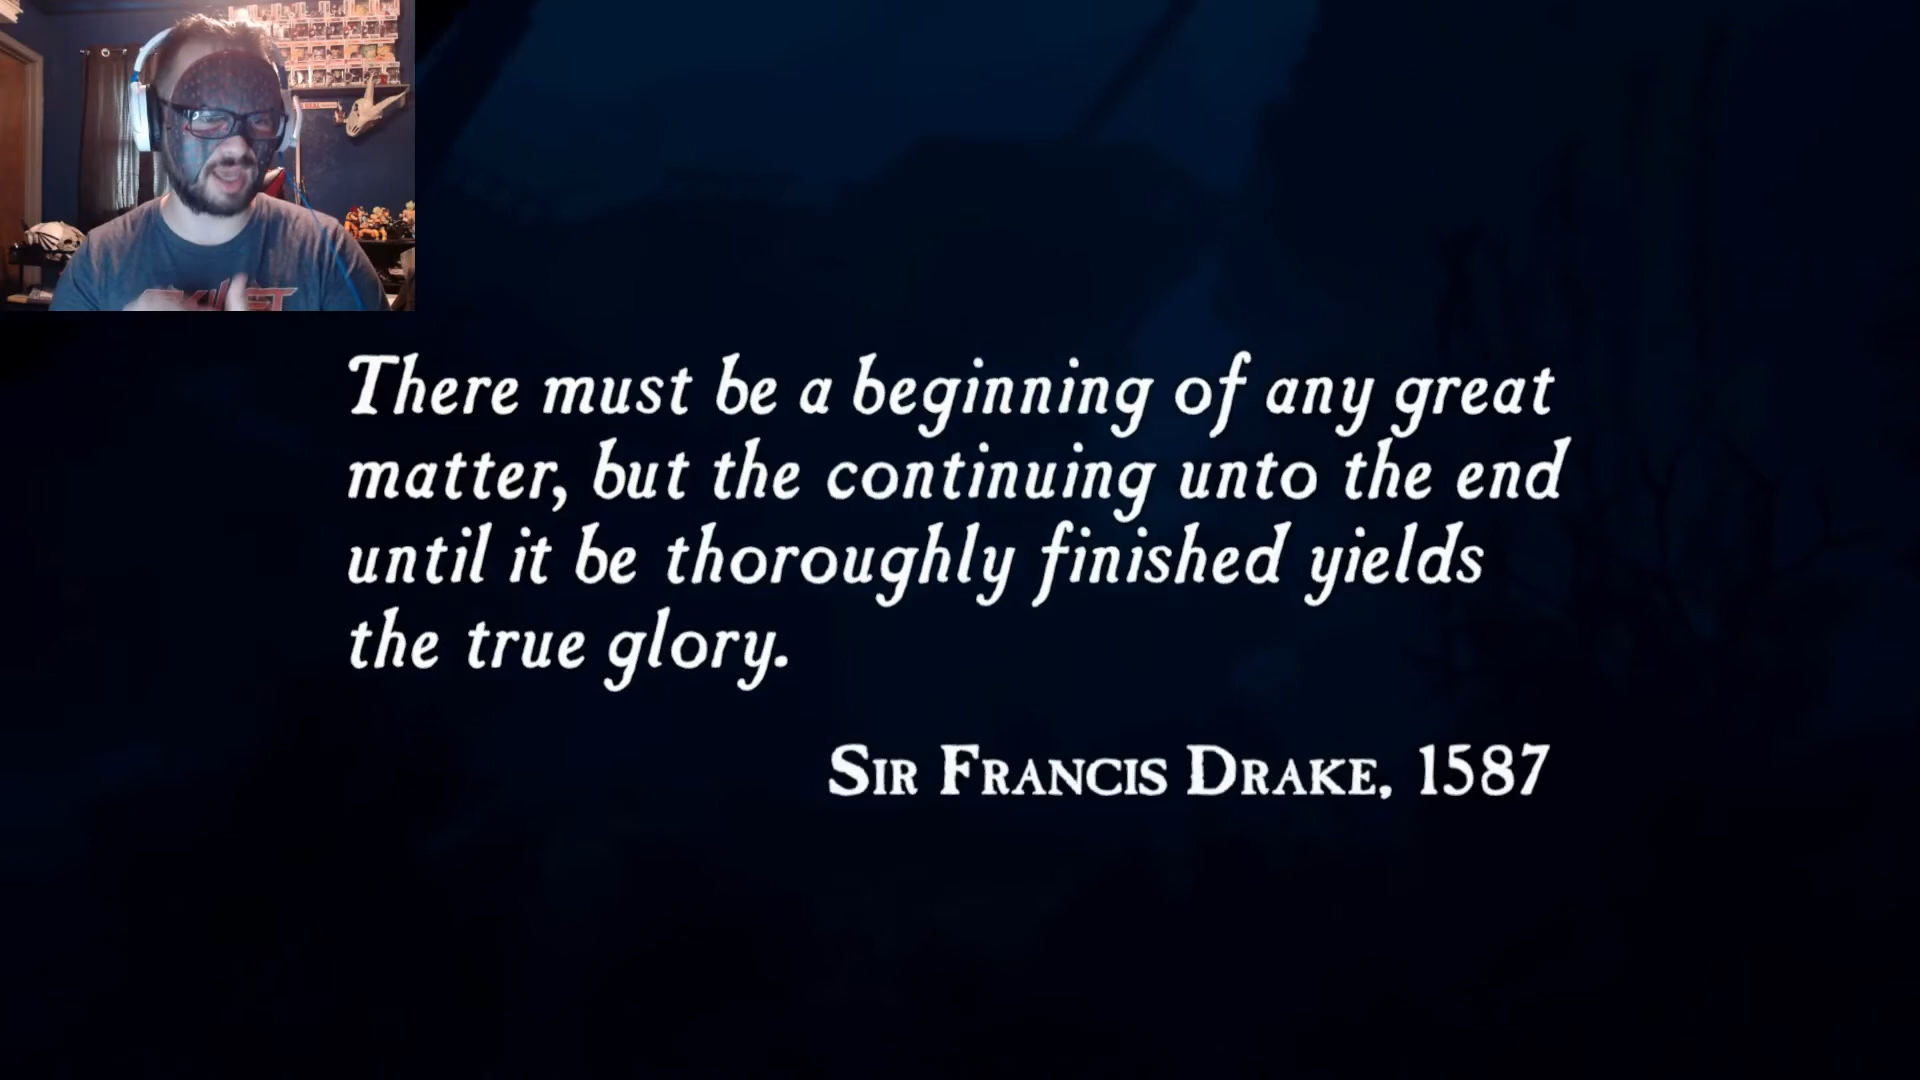 There must be a beginning of any great
matter, but the continuing unto the end
until it be thoroughly finished yields
the true glory.
SIR FRANCIS DRAKE, 1587